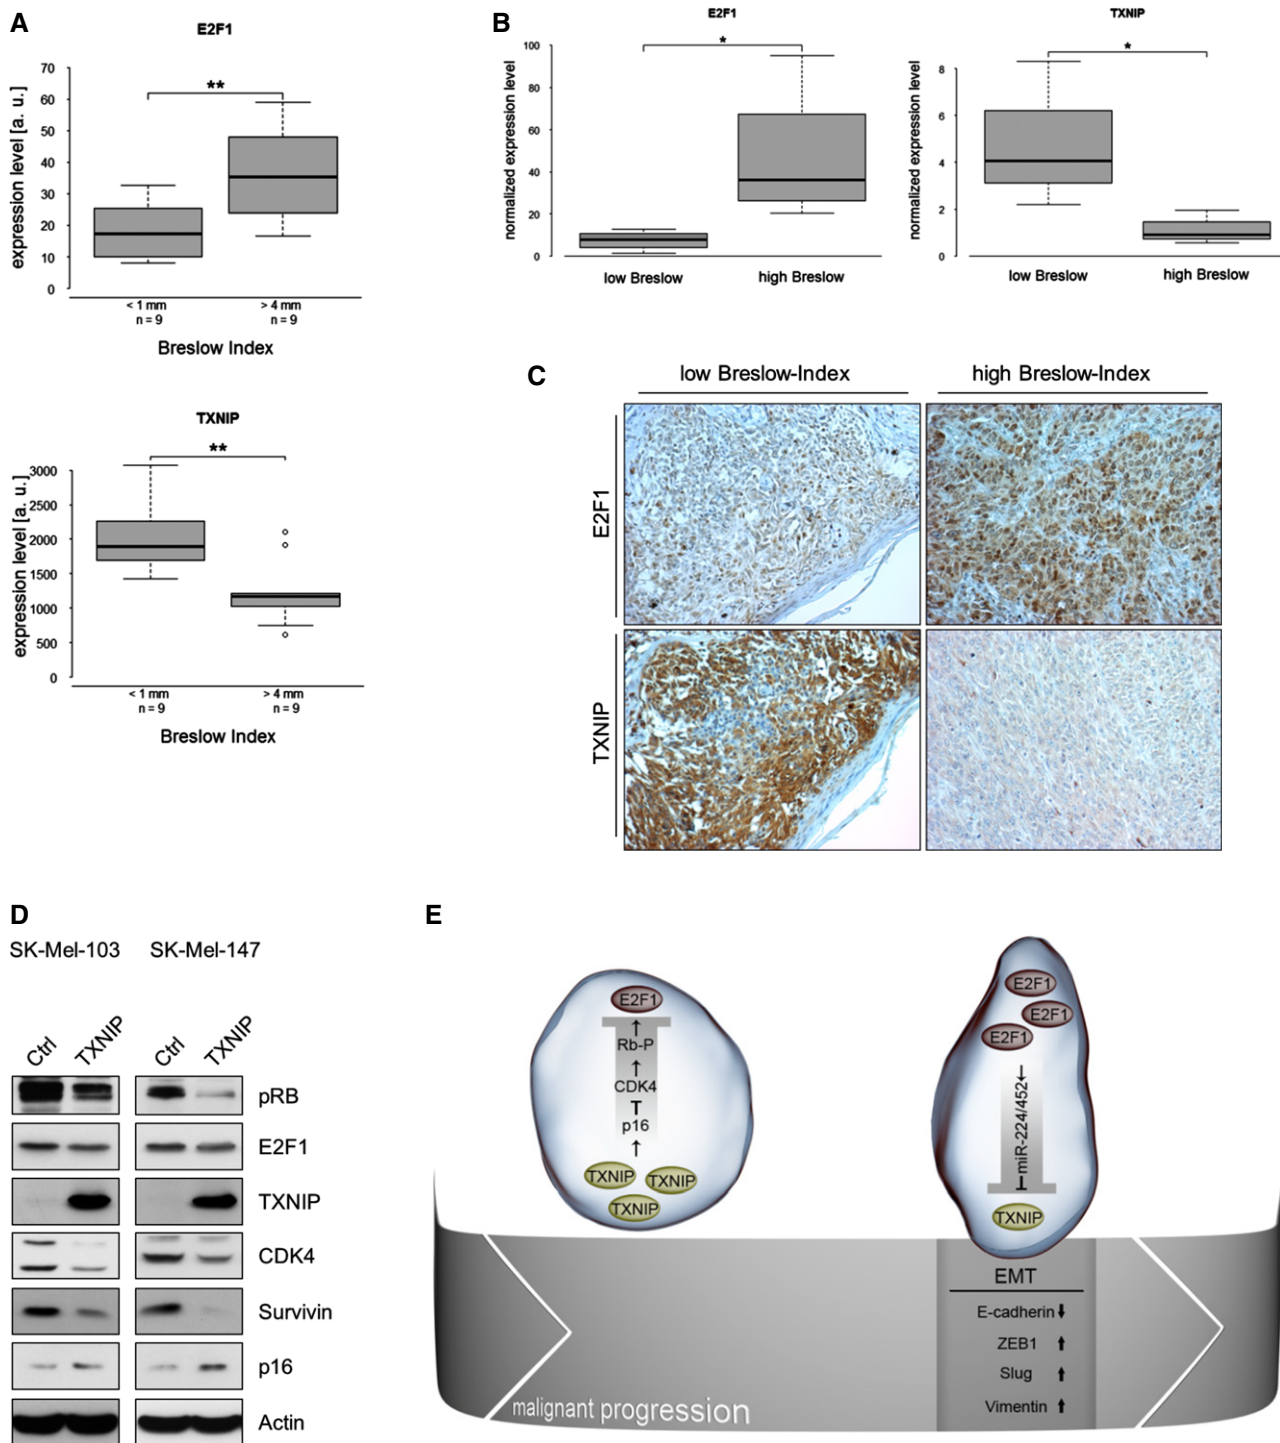 A
E2F1
expression level [a. u.]
70
60
50
40
30
20
10
0
**
< 1 mm
n = 9
> 4 mm
n = 9
Breslow Index
TXNIP
expression level [a. u.]
3000
2500
2000
1500
1000
500
0
**
< 1 mm
n = 9
> 4 mm
n = 9
Breslow Index
B
E2F1
normalized expression level
100
80
60
40
20
0
*
low Breslow
high Breslow
TXNIP
normalized expression level
8
6
4
2
0
*
low Breslow
high Breslow
C
low Breslow-Index
high Breslow-Index
E2F1
TXNIP
D
SK-Mel-103
SK-Mel-147
Ctrl
TXNIP
Ctrl
TXNIP
pRB
E2F1
TXNIP
CDK4
Survivin
p16
Actin
E
E2F1
Rb-P
CDK4
p16
TXNIP
TXNIP
TXNIP
E2F1
E2F1
E2F1
miR-224/452
TXNIP
EMT
E-cadherin
ZEB1
Slug
Vimentin
malignant progression